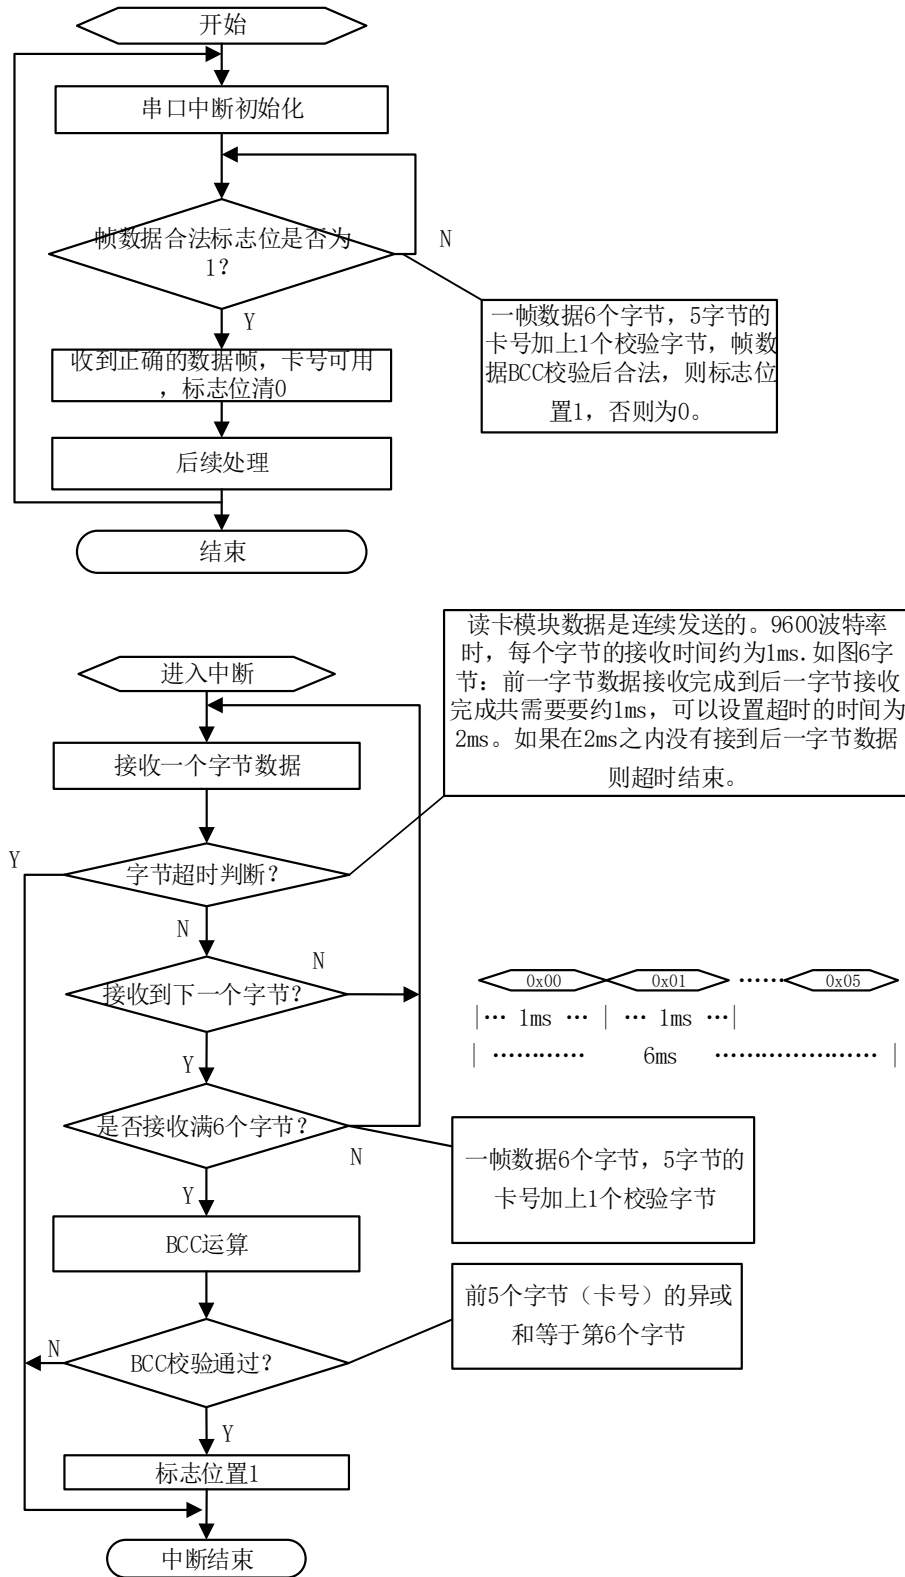 开始
串口中断初始化
帧数据合法标志位是否为
1?
N
Y
一帧数据6个字节，5字节的
卡号加上1个校验字节，帧数
据BCC校验后合法，则标志位
置1，否则为0。
收到正确的数据帧，卡号可用
，标志位清0
后续处理
结束
读卡模块数据是连续发送的。9600波特率
时，每个字节的接收时间约为1ms.如图6字
节：前一字节数据接收完成到后一字节接收
完成共需要要约1ms，可以设置超时的时间为
2ms。如果在2ms之内没有接到后一字节数据
则超时结束。
进入中断
接收一个字节数据
Y
字节超时判断？
N
N
接收到下一个字节？
0x00 0x01 ······ 0x05
|··· 1ms ··· | ··· 1ms ···|
| ············ 6ms ····················· |
Y
是否接收满6个字节？
N
一帧数据6个字节，5字节的
卡号加上1个校验字节
Y
BCC运算
前5个字节（卡号）的异或
和等于第6个字节
N
BCC校验通过？
Y
标志位置1
中断结束